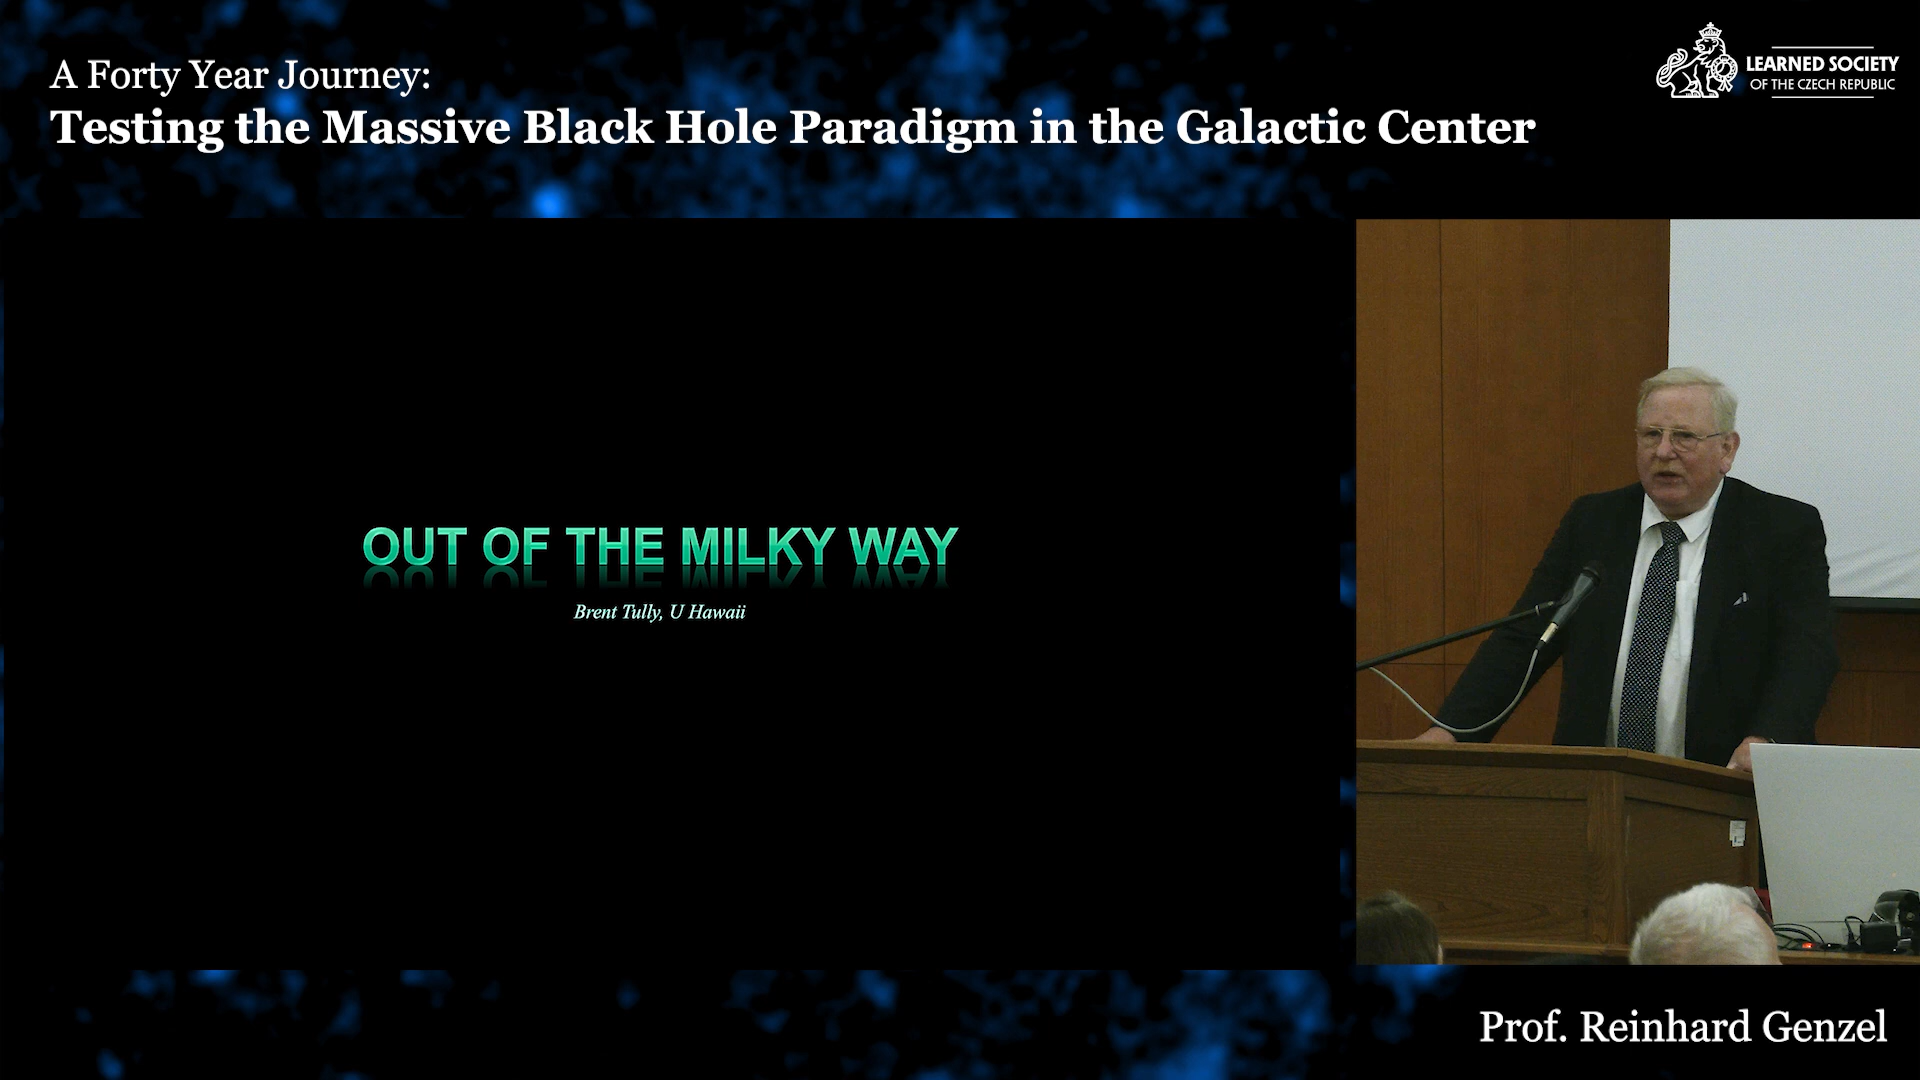 A Forty Year Journey:
Testing the Massive Black Hole Paradigm in the Galactic Center
LEARNED SOCIETY
OF THE CZECH REPUBLIC
OUT OF THE MILKY WAY
Brent Tully, U Hawaii
Prof. Reinhard Genzel